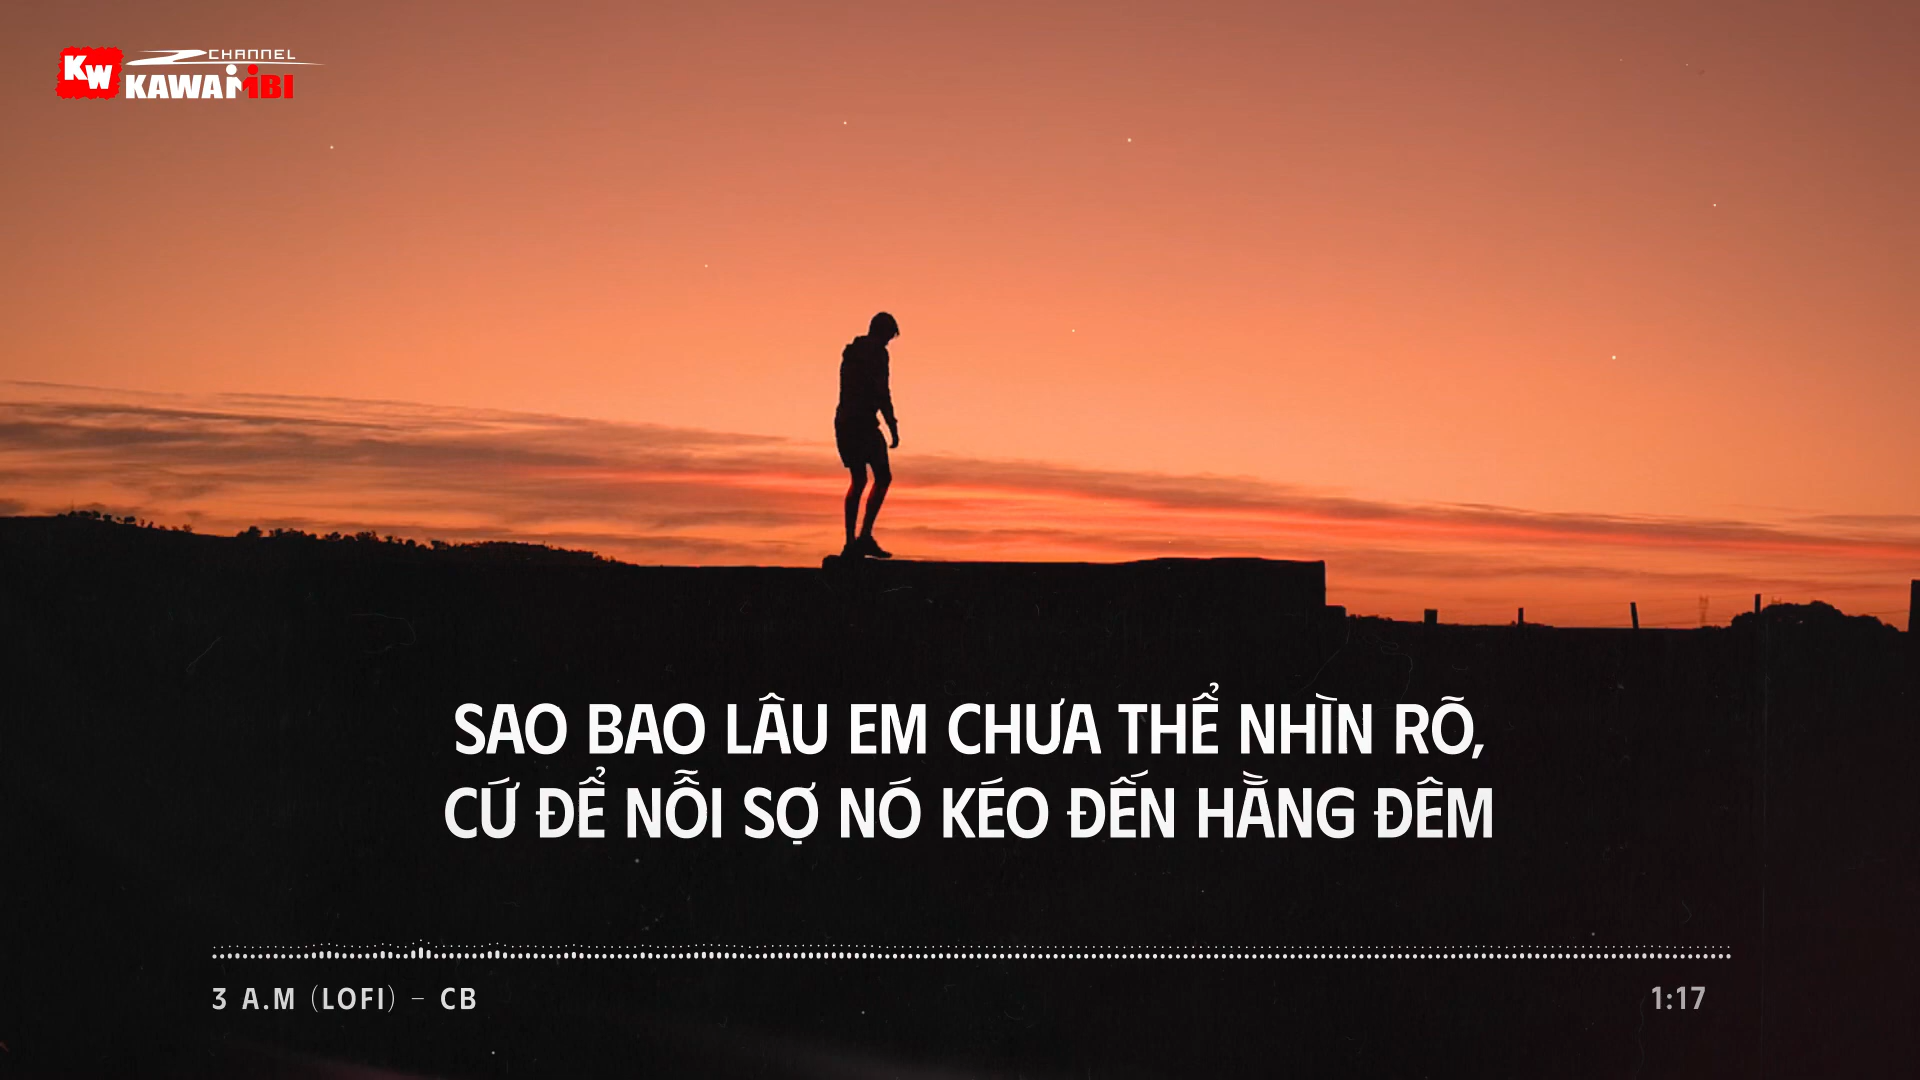 KW
CHANNEL
KAWAIIBI
SAO BAO LÂU EM CHƯA THỂ NHÌN RÕ,
CỨ ĐỂ NỖI SỢ NÓ KÉO ĐẾN HẰNG ĐÊM
3 A.M (LOFI) – CB
1:17